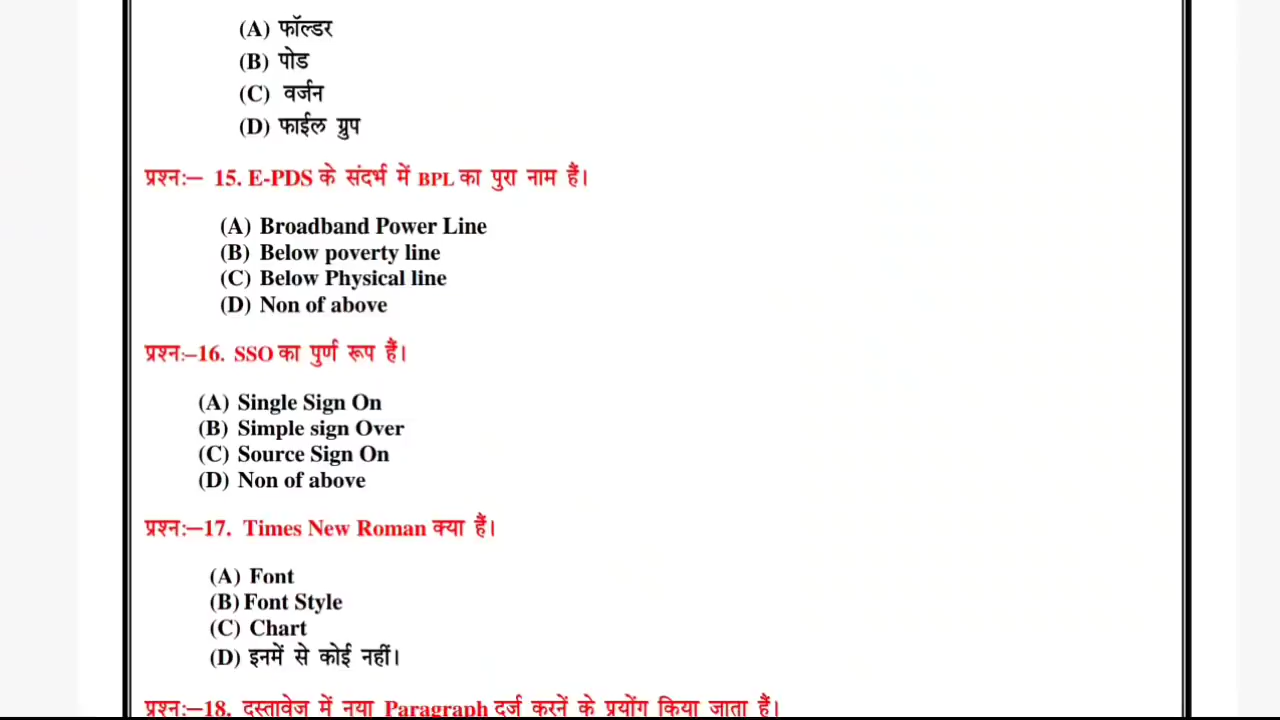 (A) फॉल्डर
(B) पोड
(C) वर्जन
(D) फाईल ग्रुप
प्रश्न:– 15. E-PDS के संदर्भ में BPL का पुरा नाम हैं।
(A) Broadband Power Line
(B) Below poverty line
(C) Below Physical line
(D) Non of above
प्रश्न:–16. SSO का पुर्ण रूप हैं।
(A) Single Sign On
(B) Simple sign Over
(C) Source Sign On
(D) Non of above
प्रश्न:–17. Times New Roman क्या हैं।
(A) Font
(B) Font Style
(C) Chart
(D) इनमें से कोई नहीं।
प्रश्न:–18. दस्तावेज में नया Paragraph दर्ज करनें के प्रयोंग किया जाता हैं।